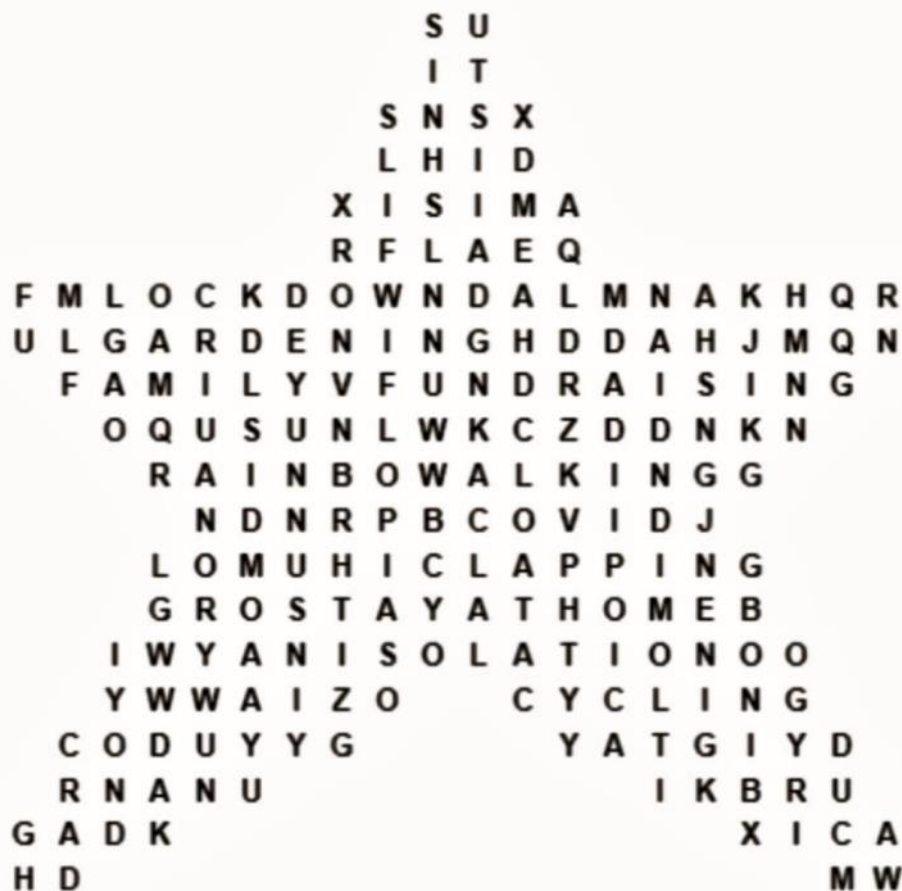 S U
I T
S N S X
L H I D
X I S I M A
R F L A E Q
F M L O C K D O W N D A L M N A K H Q R
U L G A R D E N I N G H D D A H J M Q N
F A M I L Y V F U N D R A I S I N G
O Q U S U N L W K C Z D D N K N
R A I N B O W A L K I N G G
N D N R P B C O V I D J
L O M U H I C L A P P I N G
G R O S T A Y A T H O M E B
I W Y A N I S O L A T I O N O O
Y W W A I Z O C Y C L I N G
C O D U Y Y G Y A T G I Y D
R N A N U I K B R U
G A D K X I C A
H D M W